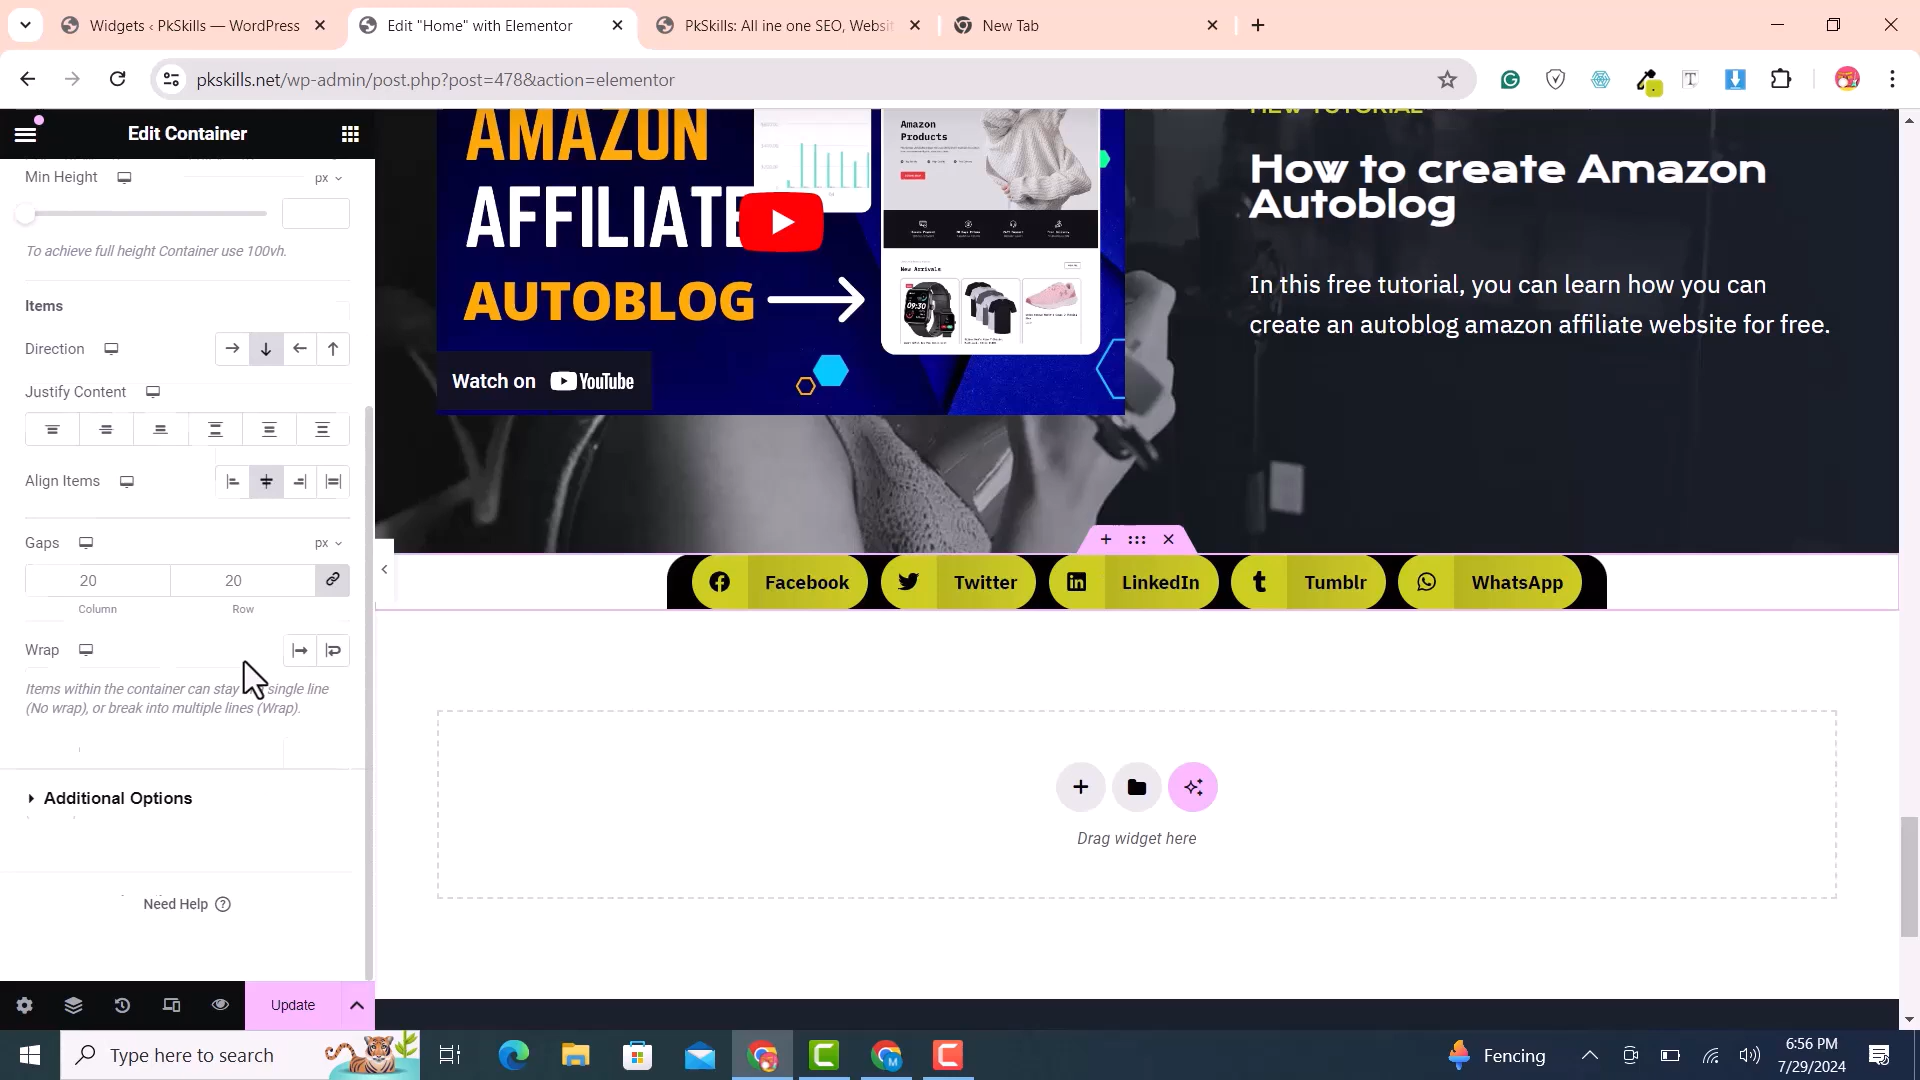 Widgets ‹ PkSkills — WordPress
Edit "Home" with Elementor
PkSkills: All ine one SEO, Websit
New Tab
pkskills.net/wp-admin/post.php?post=478&action=elementor
Edit Container
Min Height
px
To achieve full height Container use 100vh.
Items
Direction
Justify Content
Align Items
Gaps
px
20
20
Column
Row
Wrap
Items within the container can stay single line
(No wrap), or break into multiple lines (Wrap).
Additional Options
Need Help
Update
AMAZON
AFFILIATE
AUTOBLOG
Amazon
Products
New Arrivals
09:30
Watch on YouTube
NEW TUTORIAL
How to create Amazon
Autoblog
In this free tutorial, you can learn how you can
create an autoblog amazon affiliate website for free.
Facebook
Twitter
LinkedIn
Tumblr
WhatsApp
Drag widget here
Type here to search
Fencing
6:56 PM
7/29/2024